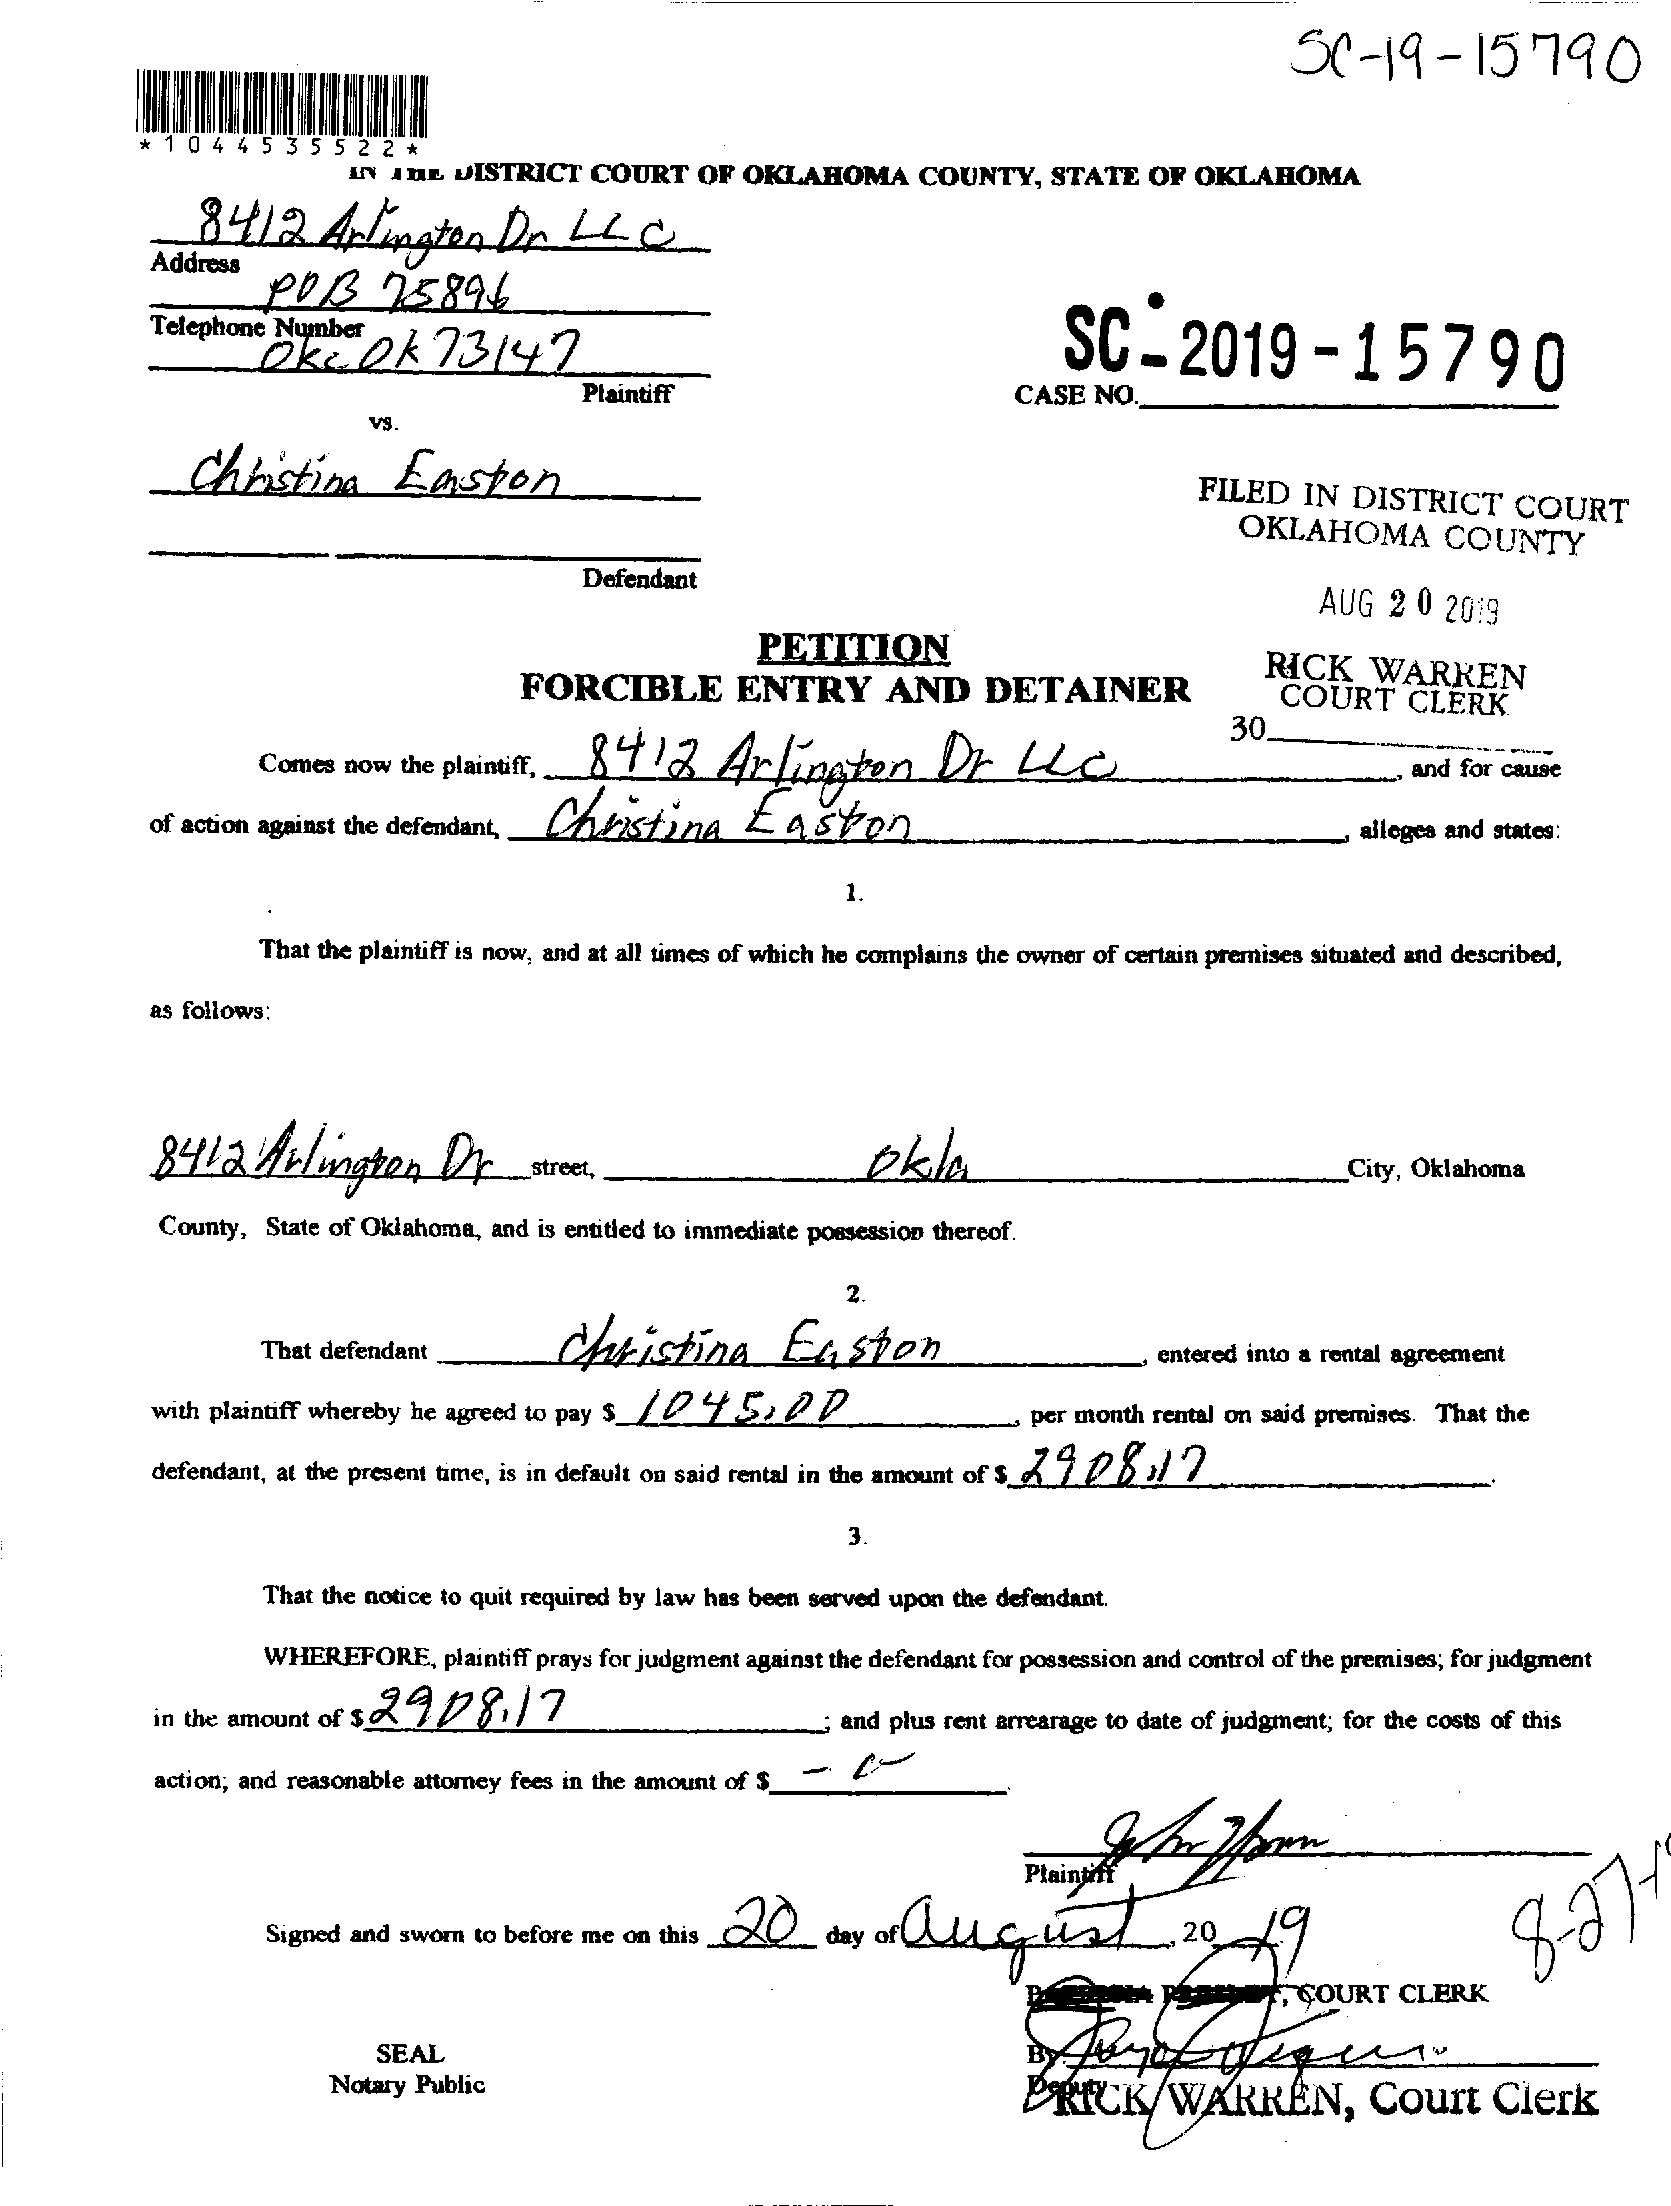 SC-19-15790
*1044535522*
IN THE DISTRICT COURT OF OKLAHOMA COUNTY, STATE OF OKLAHOMA
8412 Arlington Dr LLC
Address
POB 75896
Telephone Number
Okc Ok 73147
Plaintiff
SC-2019-15790
CASE NO.
vs.
Christina Easton
FILED IN DISTRICT COURT
OKLAHOMA COUNTY
Defendant
AUG 20 2019
PETITION
FORCIBLE ENTRY AND DETAINER
RICK WARREN
COURT CLERK
30
Comes now the plaintiff, 8412 Arlington Dr LLC, and for cause
of action against the defendant, Christina Easton, alleges and states:
1.
That the plaintiff is now, and at all times of which he complains the owner of certain premises situated and described,
as follows:
8412 Arlington Dr street, Okla City, Oklahoma
County, State of Oklahoma, and is entitled to immediate possession thereof.
2.
That defendant Christina Easton, entered into a rental agreement
with plaintiff whereby he agreed to pay $ 1045.00, per month rental on said premises. That the
defendant, at the present time, is in default on said rental in the amount of $ 2908.17.
3.
That the notice to quit required by law has been served upon the defendant.
WHEREFORE, plaintiff prays for judgment against the defendant for possession and control of the premises; for judgment
in the amount of $ 2908.17; and plus rent arrearage to date of judgment; for the costs of this
action; and reasonable attorney fees in the amount of $
Plaintiff
Signed and sworn to before me on this 20 day of August, 20 19
, COURT CLERK
SEAL
By
Notary Public
Deputy
RICK WARREN, Court Clerk